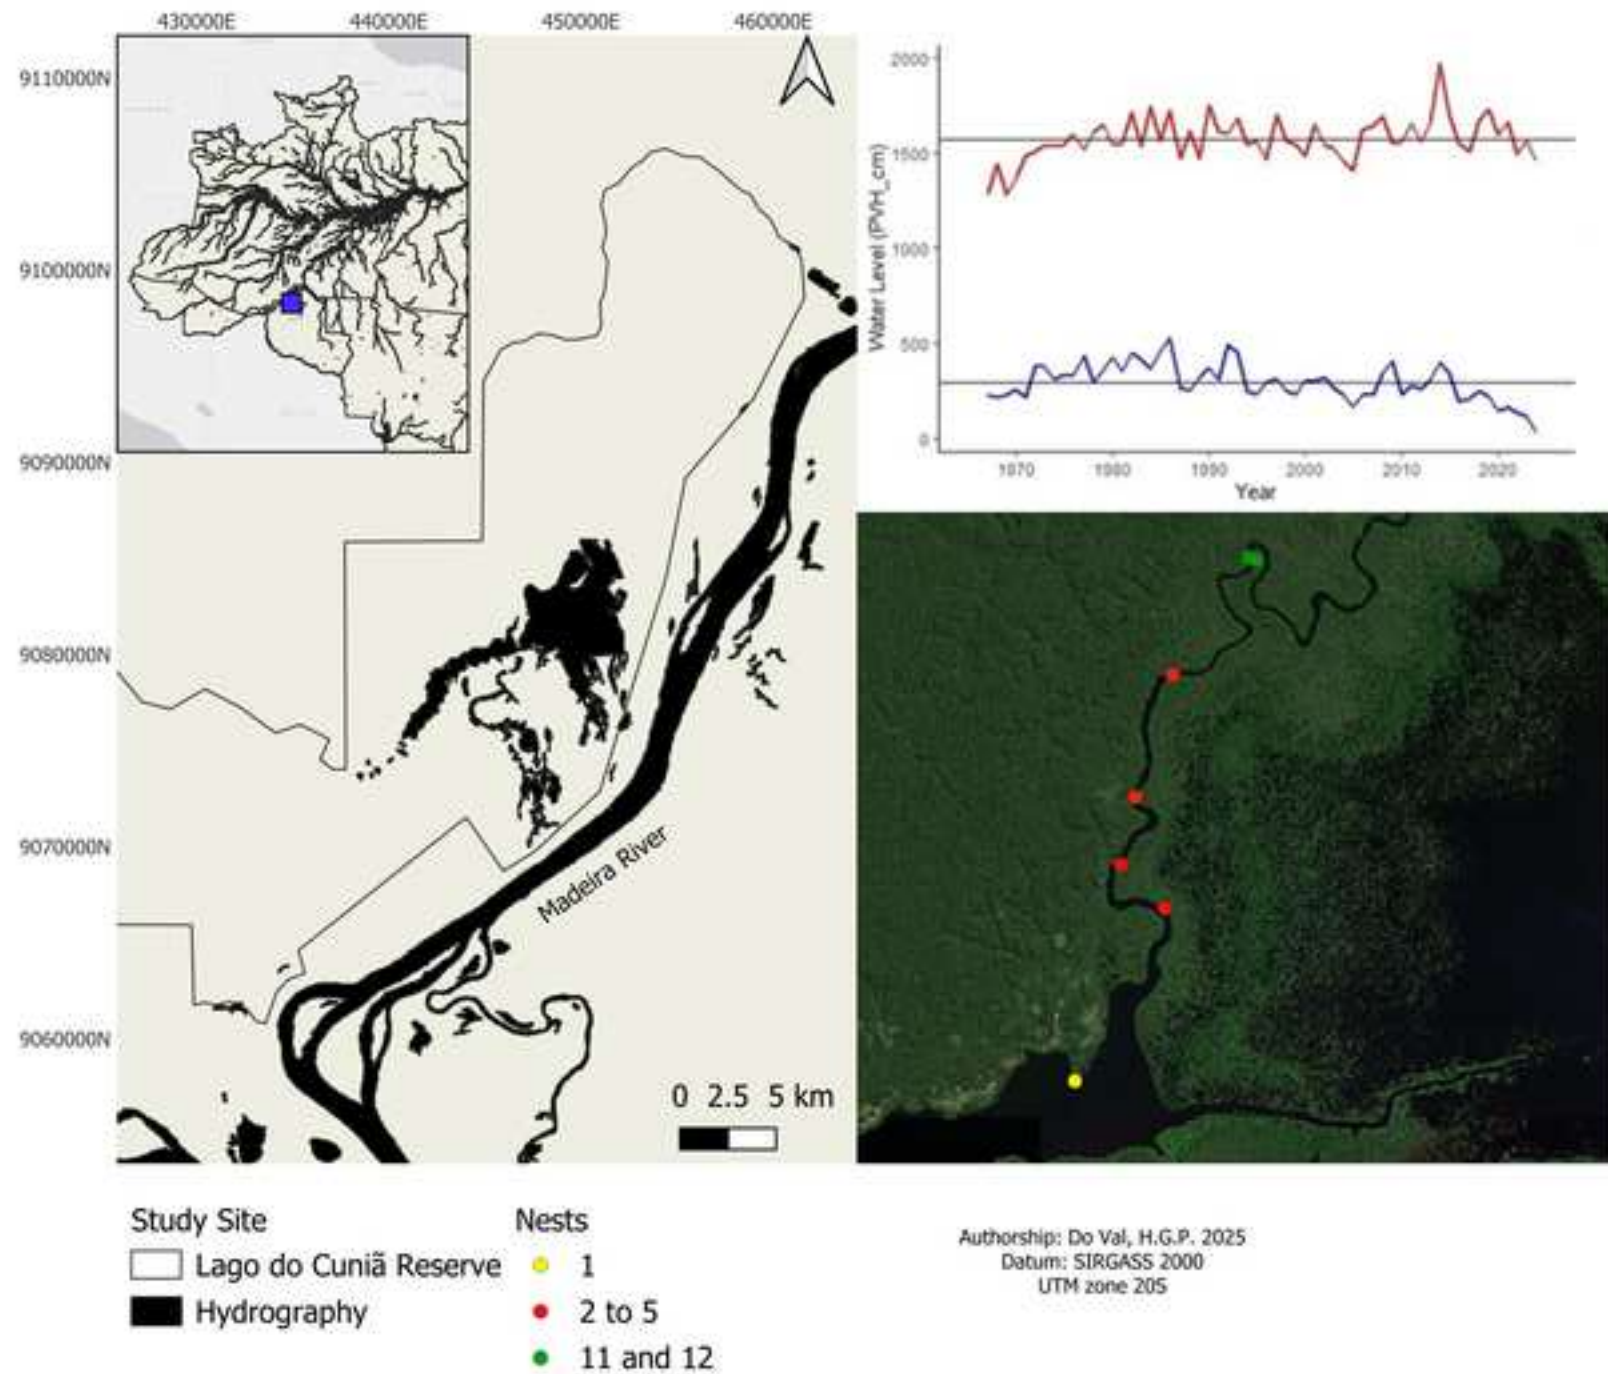 430000E 440000E 450000E 460000E
9110000N
9100000N
9090000N
9080000N
9070000N
9060000N
Madeira River
0 2.5 5 km
2000
1500
1000
500
0
Water Level (PVH_cm)
1970 1980 1990 2000 2010 2020
Year
Study Site
Lago do Cuniã Reserve
Hydrography
Nests
1
2 to 5
11 and 12
Authorship: Do Val, H.G.P. 2025
Datum: SIRGASS 2000
UTM zone 20S